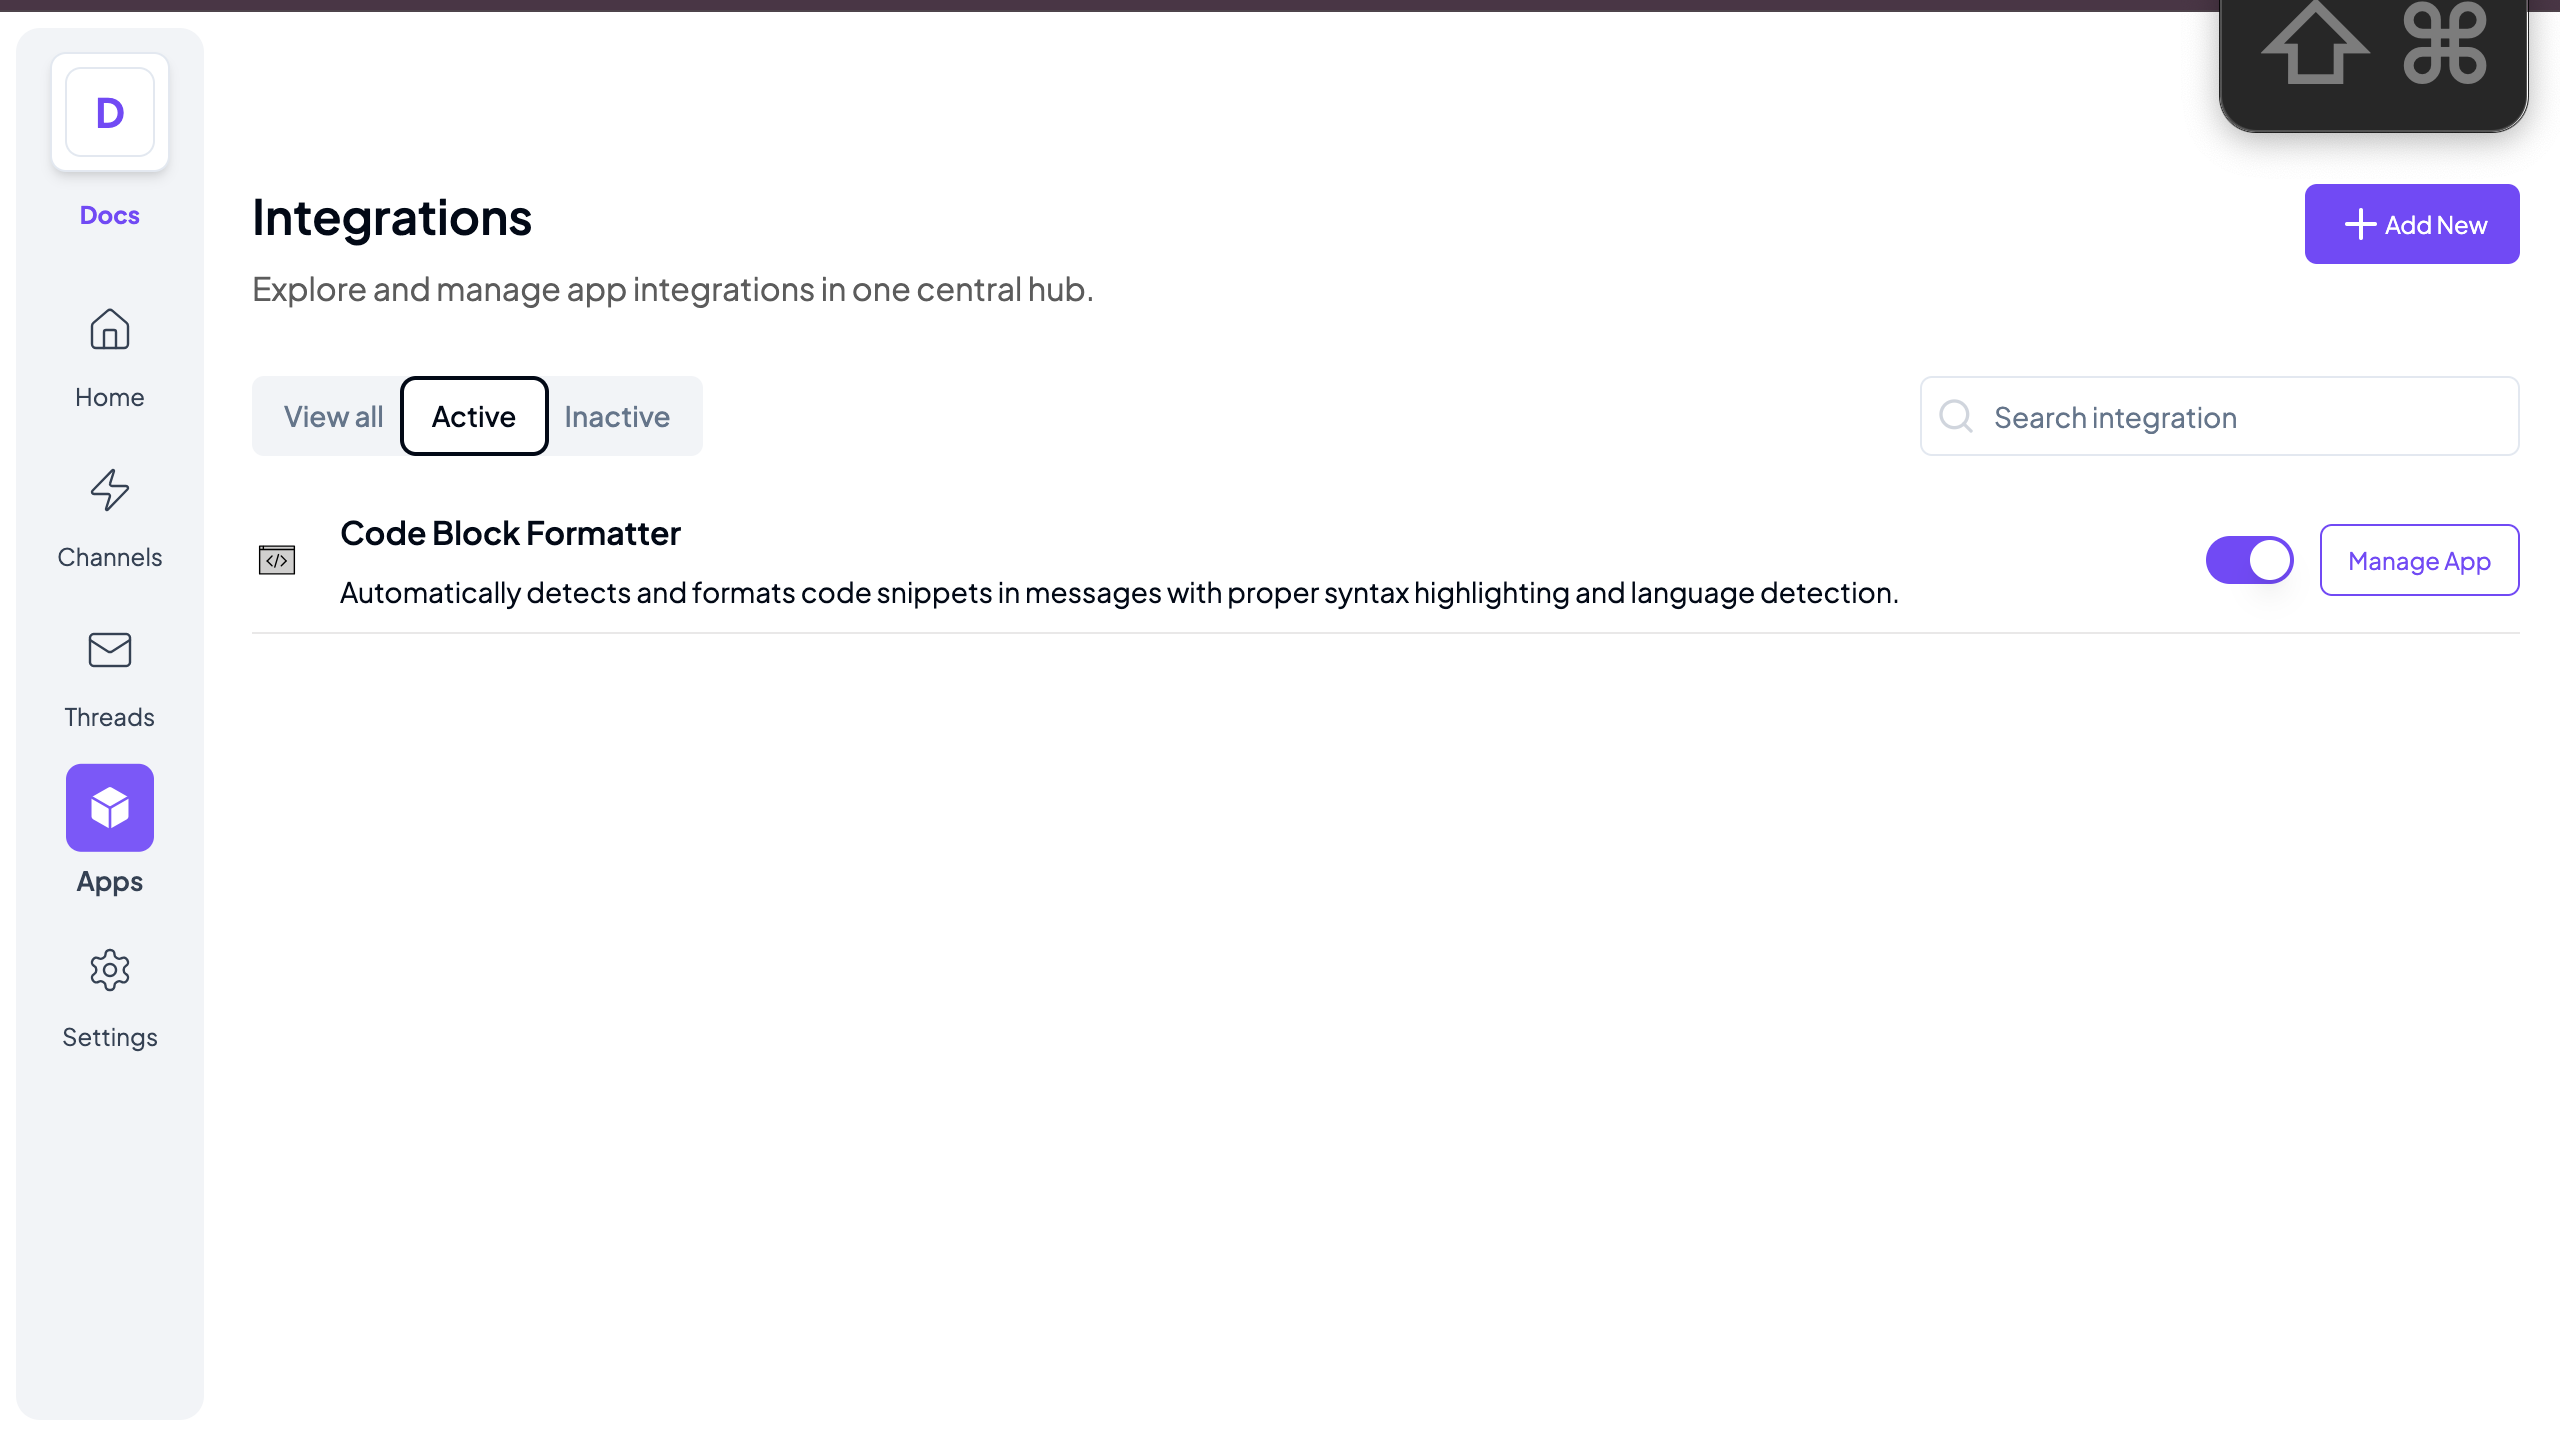 D
Docs
Home
Channels
Threads
Apps
Settings
⇧ ⌘
Integrations
Explore and manage app integrations in one central hub.
Add New
View all Active Inactive
Search integration
</>
Code Block Formatter
Automatically detects and formats code snippets in messages with proper syntax highlighting and language detection.
Manage App